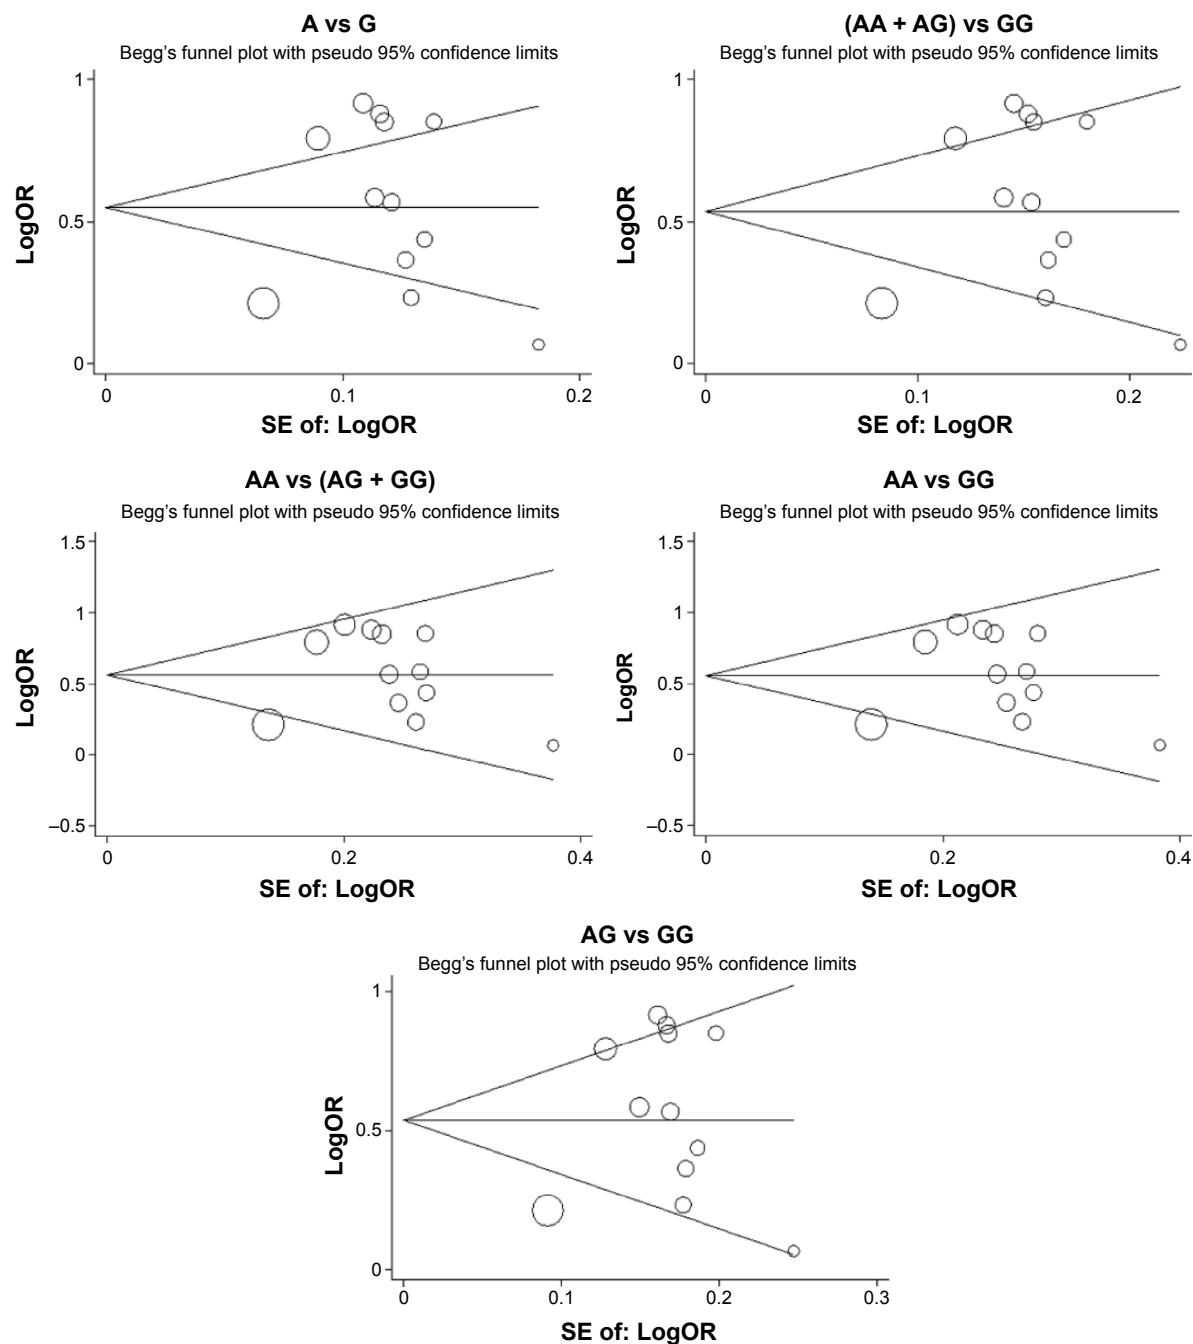 A vs G
Begg's funnel plot with pseudo 95% confidence limits
1
0.5
0
LogOR
0
0.1
0.2
SE of: LogOR
(AA + AG) vs GG
Begg's funnel plot with pseudo 95% confidence limits
1
0.5
0
LogOR
0
0.1
0.2
SE of: LogOR
AA vs (AG + GG)
Begg's funnel plot with pseudo 95% confidence limits
1.5
1
0.5
0
–0.5
LogOR
0
0.2
0.4
SE of: LogOR
AA vs GG
Begg's funnel plot with pseudo 95% confidence limits
1.5
1
0.5
0
–0.5
LogOR
0
0.2
0.4
SE of: LogOR
AG vs GG
Begg's funnel plot with pseudo 95% confidence limits
1
0.5
0
LogOR
0
0.1
0.2
0.3
SE of: LogOR